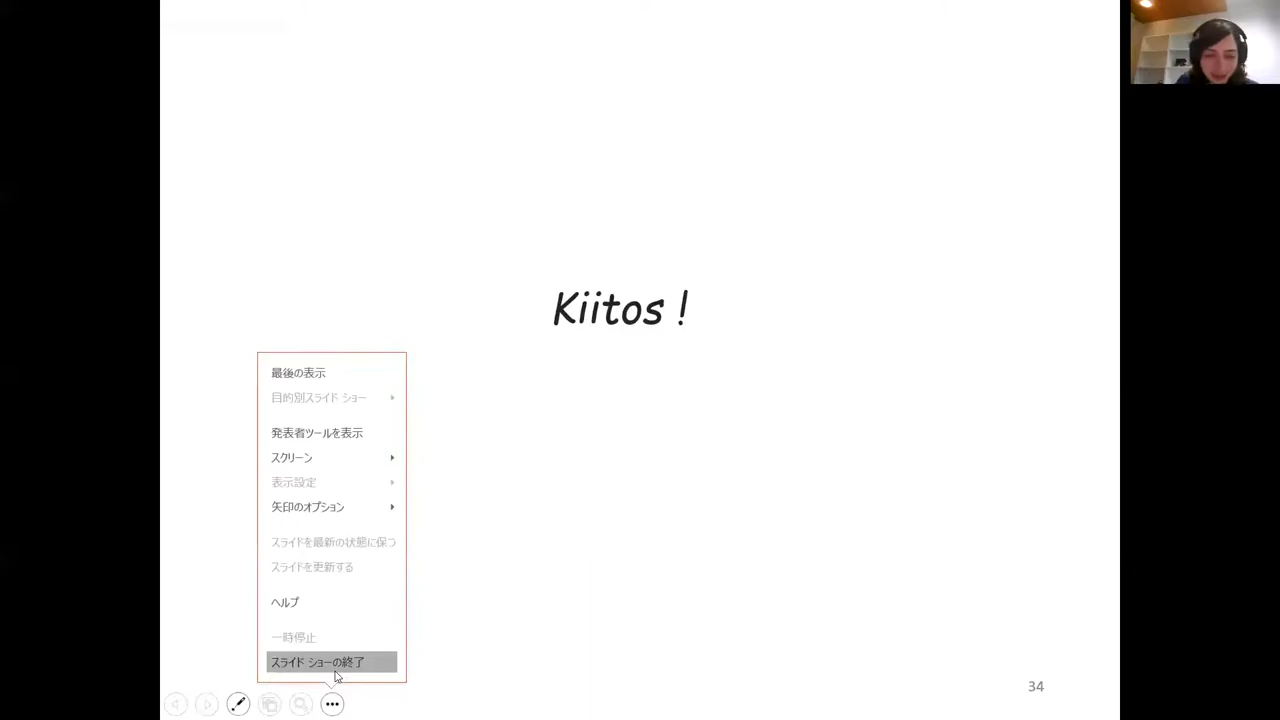 Kiitos !
最後の表示
目的別スライド ショー
発表者ツールを表示
スクリーン
表示設定
矢印のオプション
スライドを最新の状態に保つ
スライドを更新する
ヘルプ
一時停止
スライド ショーの終了
34